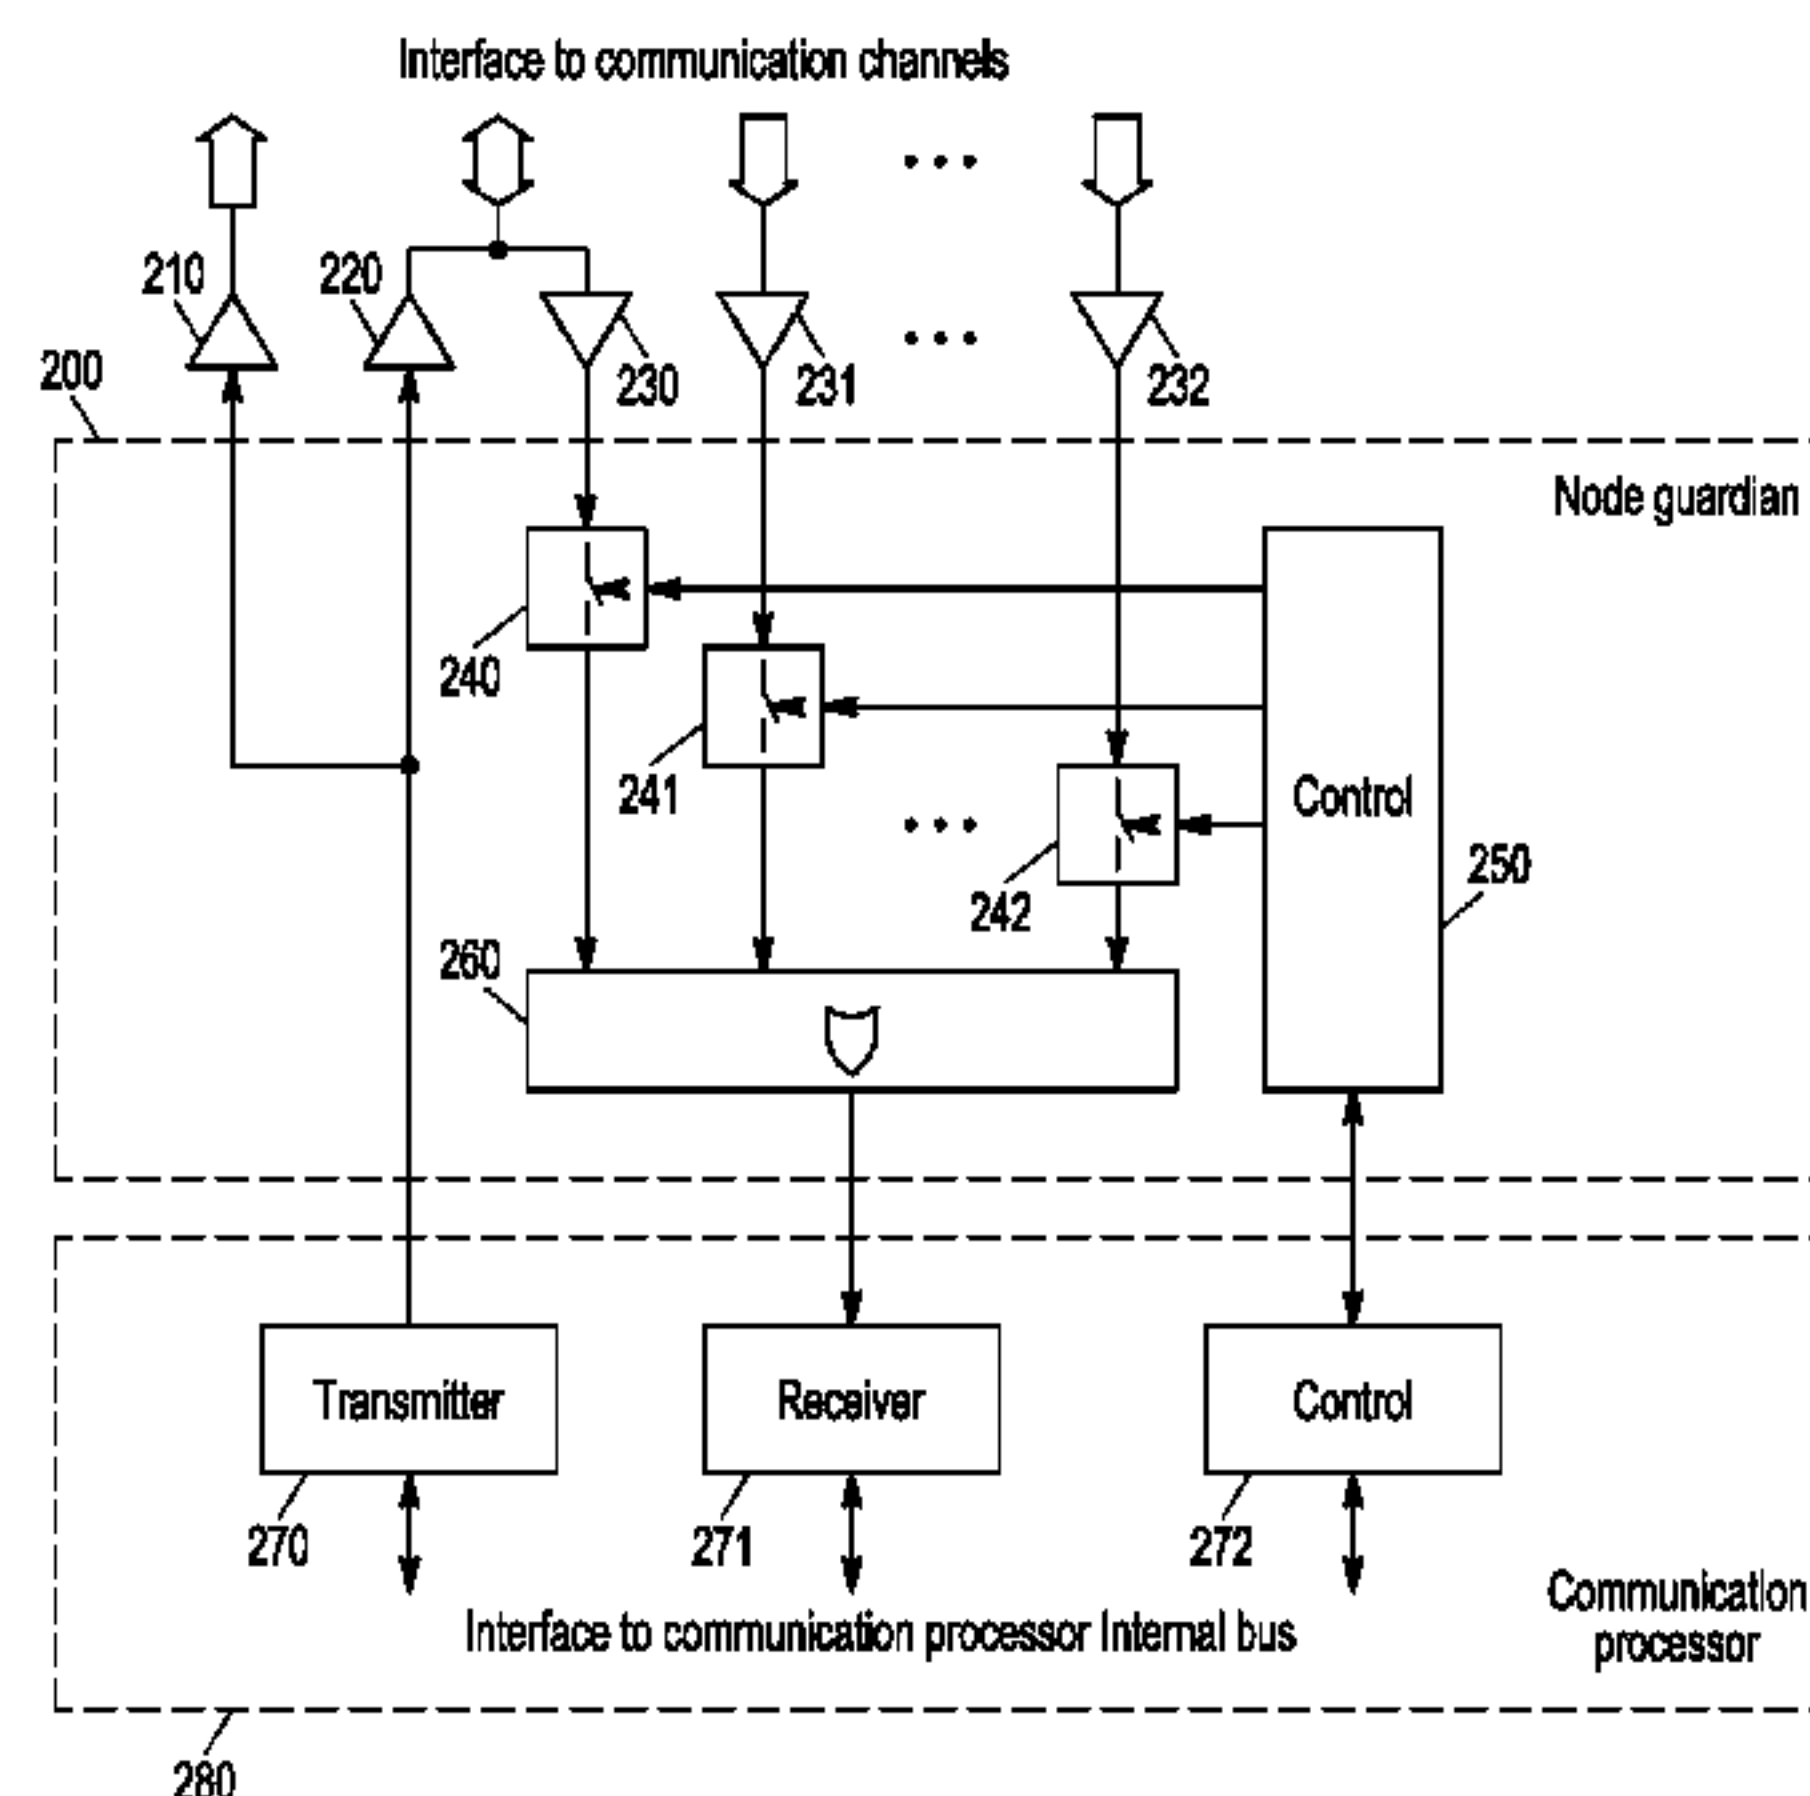 Interface to communication channels
210
220
200
230
231
232
Node guardian
240
241
Control
242
250
260
Transmitter
Receiver
Control
270
271
272
Interface to communication processor Internal bus
Communication
processor
280